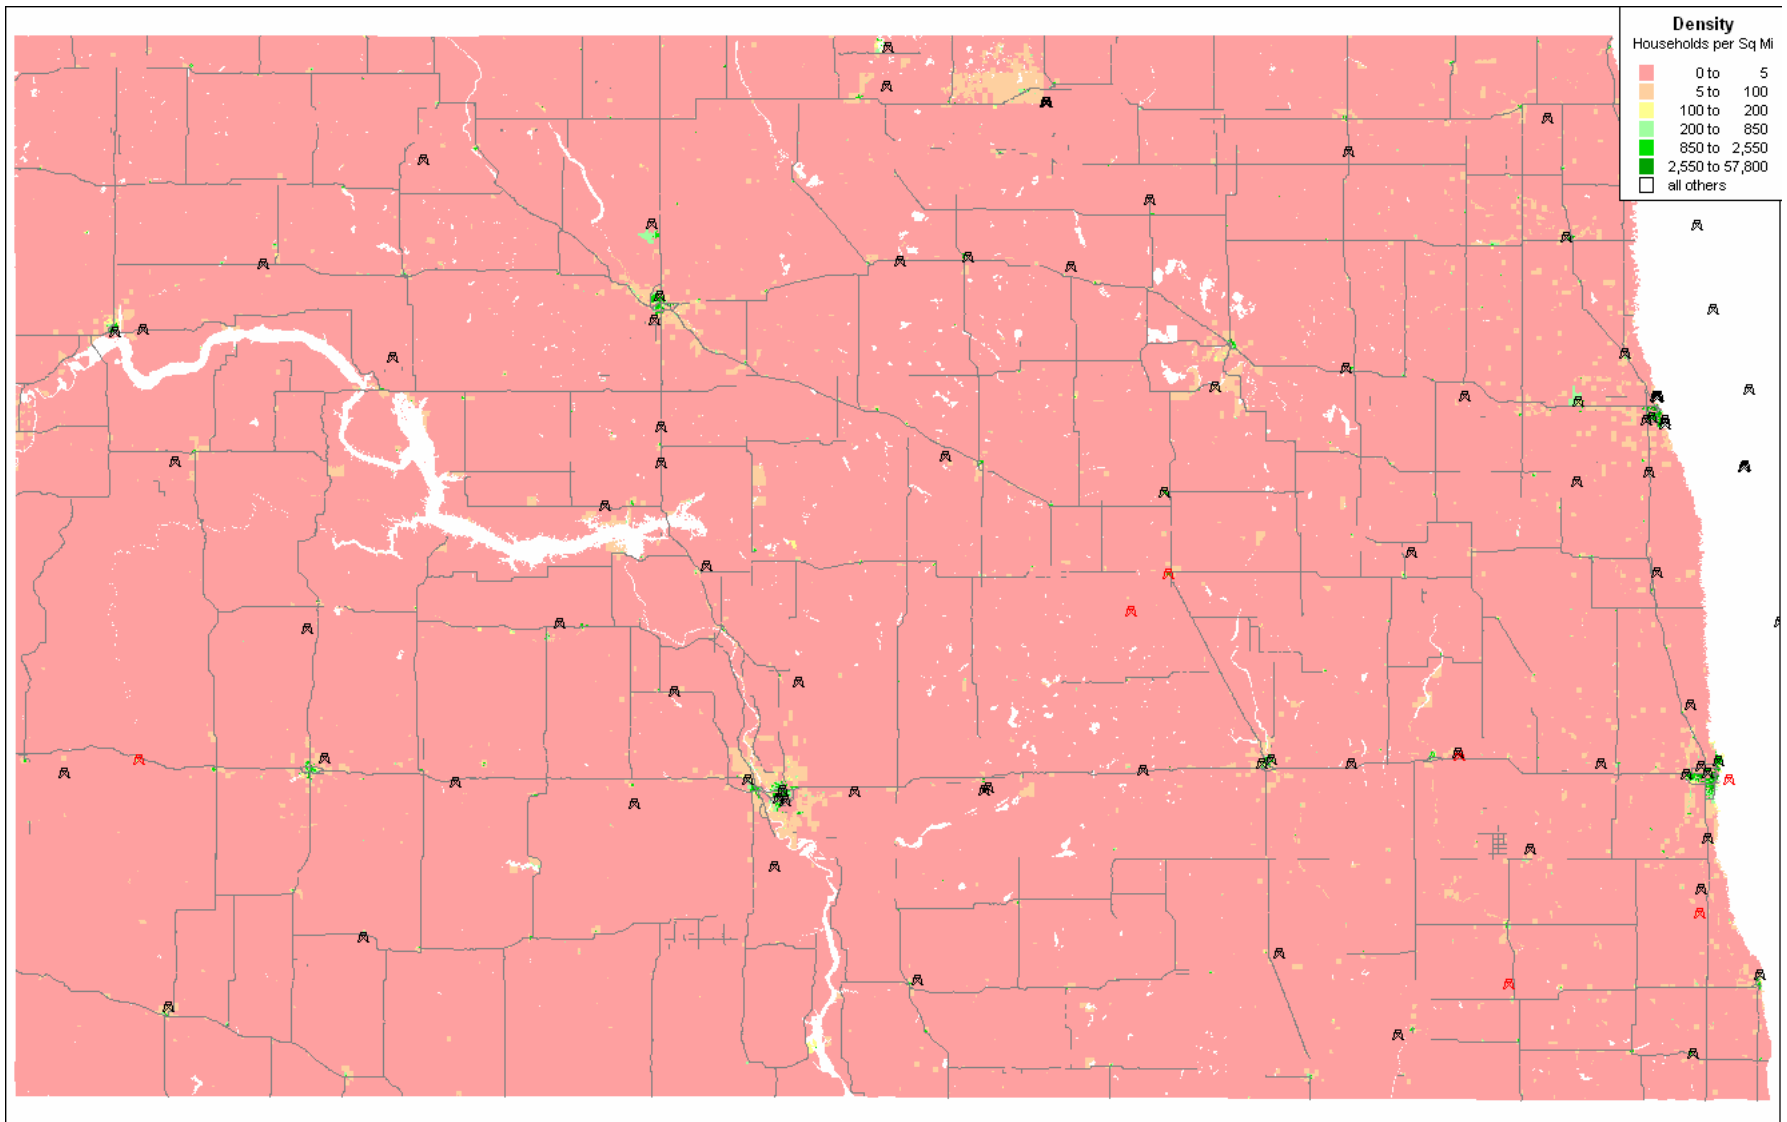 Density
Households per Sq Mi
0 to 5
5 to 100
100 to 200
200 to 850
850 to 2,550
2,550 to 57,800
all others